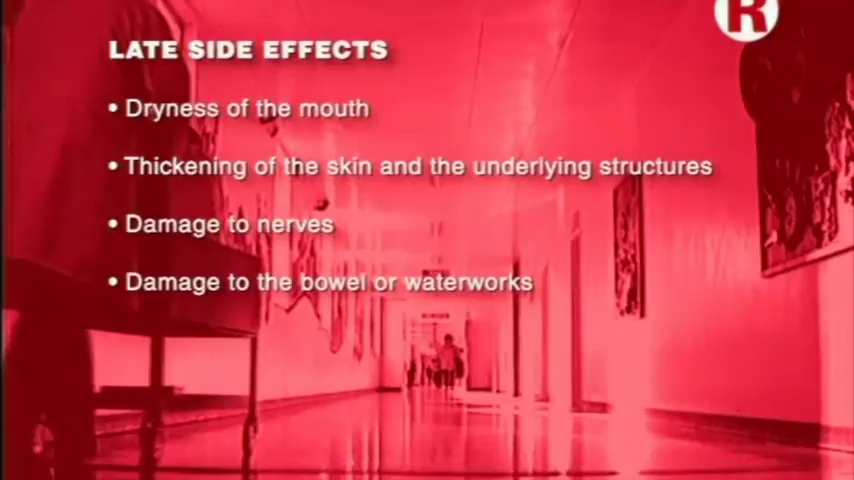 R
LATE SIDE EFFECTS
• Dryness of the mouth
• Thickening of the skin and the underlying structures
• Damage to nerves
• Damage to the bowel or waterworks